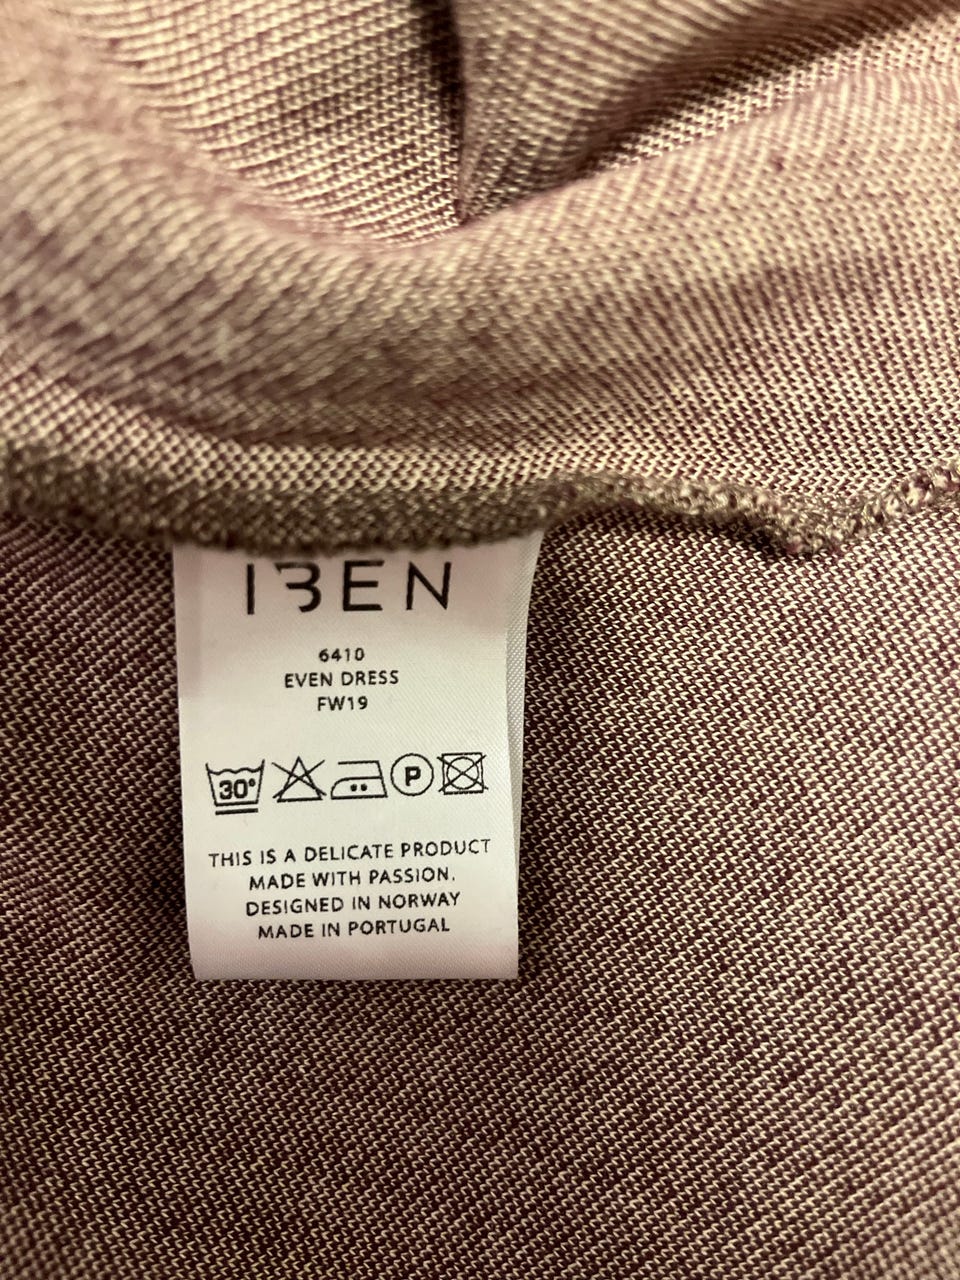 IBEN
6410
EVEN DRESS
FW19
30°
P
THIS IS A DELICATE PRODUCT
MADE WITH PASSION.
DESIGNED IN NORWAY
MADE IN PORTUGAL